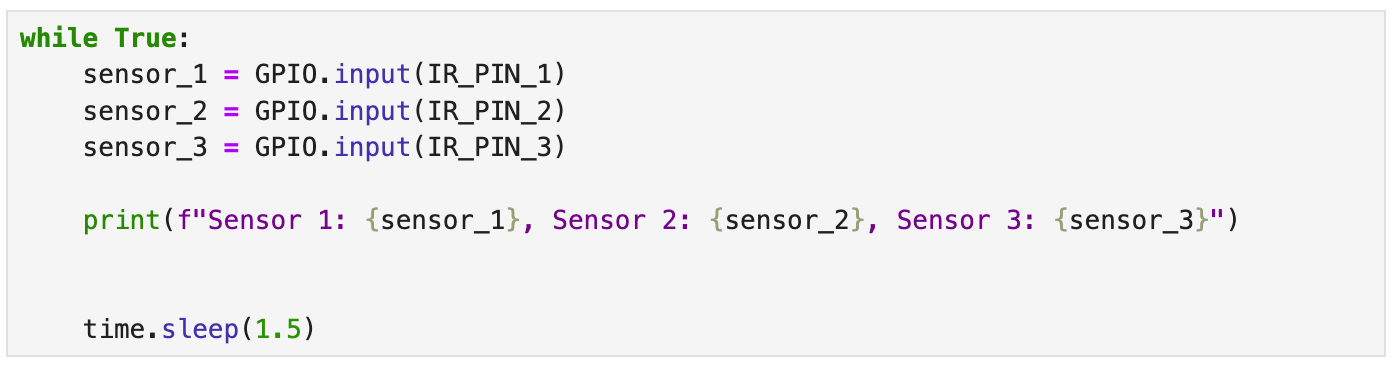 while True:
    sensor_1 = GPIO.input(IR_PIN_1)
    sensor_2 = GPIO.input(IR_PIN_2)
    sensor_3 = GPIO.input(IR_PIN_3)

    print(f"Sensor 1: {sensor_1}, Sensor 2: {sensor_2}, Sensor 3: {sensor_3}")


    time.sleep(1.5)